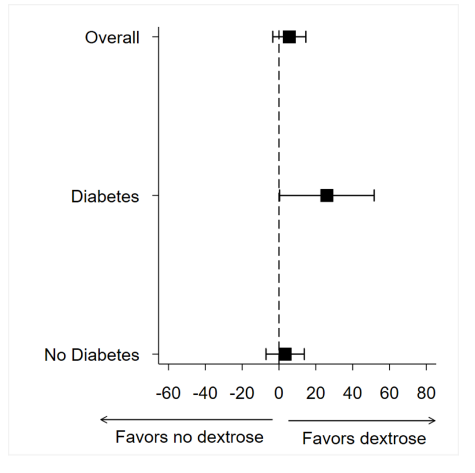 Overall
Diabetes
No Diabetes
-60 -40 -20 0 20 40 60 80
Favors no dextrose Favors dextrose